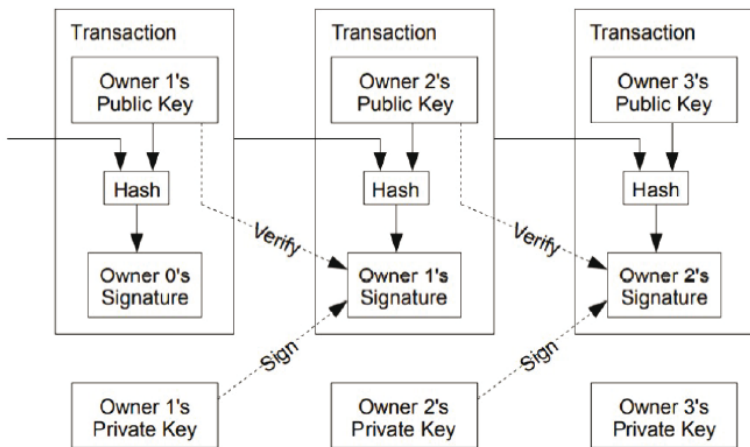 Transaction
Owner 1's
Public Key
Hash
Verify
Owner 0's
Signature
Transaction
Owner 2's
Public Key
Hash
Verify
Owner 1's
Signature
Transaction
Owner 3's
Public Key
Hash
Owner 2's
Signature
Sign
Sign
Owner 1's
Private Key
Owner 2's
Private Key
Owner 3's
Private Key